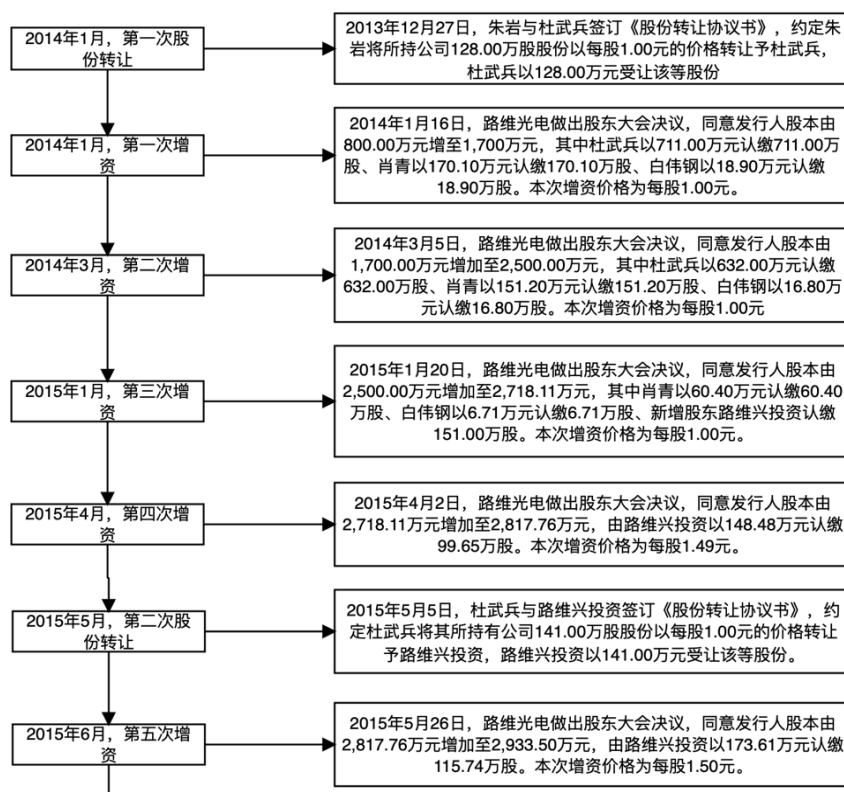 2014年1月，第一次股
份转让
2013年12月27日，朱岩与杜武兵签订《股份转让协议书》，约定朱
岩将所持公司128.00万股股份以每股1.00元的价格转让予杜武兵，
杜武兵以128.00万元受让该等股份
2014年1月，第一次增
资
2014年1月16日，路维光电做出股东大会决议，同意发行人股本由
800.00万元增至1,700万元，其中杜武兵以711.00万元认缴711.00万
股、肖青以170.10万元认缴170.10万股、白伟钢以18.90万元认缴
18.90万股。本次增资价格为每股1.00元。
2014年3月，第二次增
资
2014年3月5日，路维光电做出股东大会决议，同意发行人股本由
1,700.00万元增加至2,500.00万元，其中杜武兵以632.00万元认缴
632.00万股、肖青以151.20万元认缴151.20万股、白伟钢以16.80万
元认缴16.80万股。本次增资价格为每股1.00元
2015年1月，第三次增
资
2015年1月20日，路维光电做出股东大会决议，同意发行人股本由
2,500.00万元增加至2,718.11万元，其中肖青以60.40万元认缴60.40
万股、白伟钢以6.71万元认缴6.71万股、新增股东路维兴投资认缴
151.00万股。本次增资价格为每股1.00元。
2015年4月，第四次增
资
2015年4月2日，路维光电做出股东大会决议，同意发行人股本由
2,718.11万元增加至2,817.76万元，由路维兴投资以148.48万元认缴
99.65万股。本次增资价格为每股1.49元。
2015年5月，第二次股
份转让
2015年5月5日，杜武兵与路维兴投资签订《股份转让协议书》，约
定杜武兵将其所持有公司141.00万股股份以每股1.00元的价格转让
予路维兴投资，路维兴投资以141.00万元受让该等股份。
2015年6月，第五次增
资
2015年5月26日，路维光电做出股东大会决议，同意发行人股本由
2,817.76万元增加至2,933.50万元，由路维兴投资以173.61万元认缴
115.74万股。本次增资价格为每股1.50元。